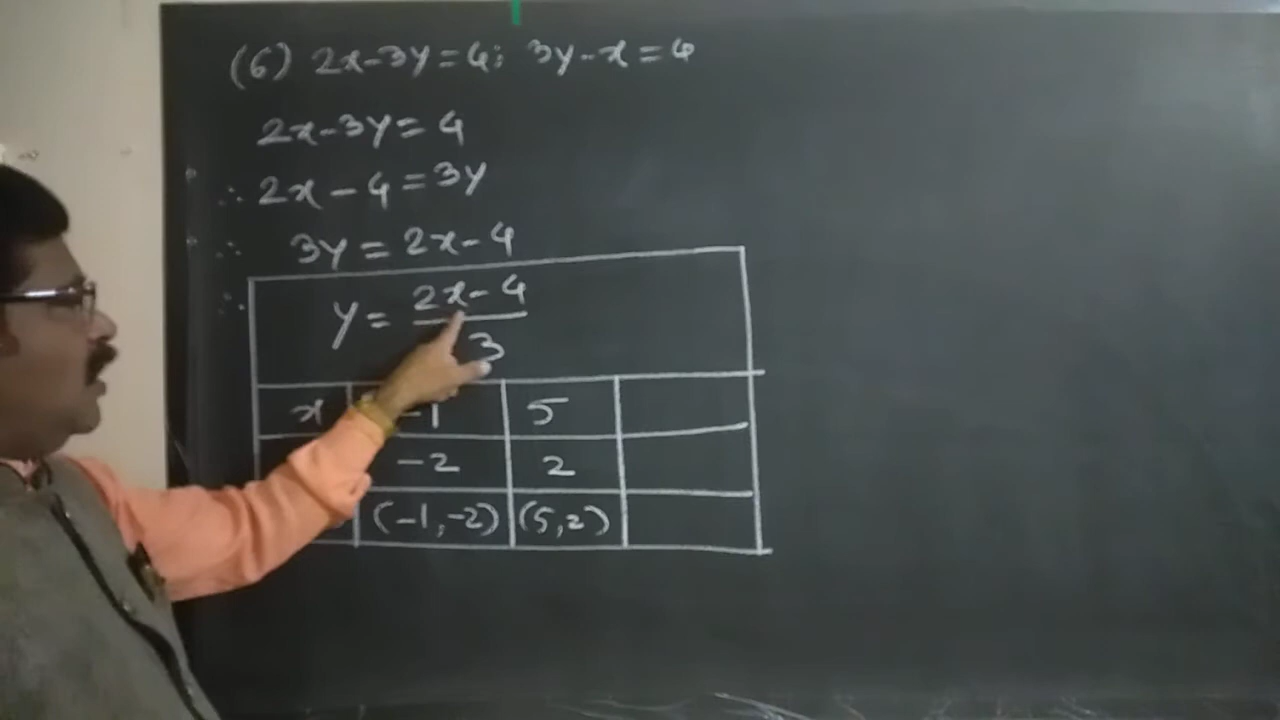 (6) 2x-3y=4; 3y-x=4
2x-3y=4
∴ 2x-4=3y
∴ 3y=2x-4
∴ y= 2x-4
3
x -1 5
-2 2
(-1,-2) (5,2)